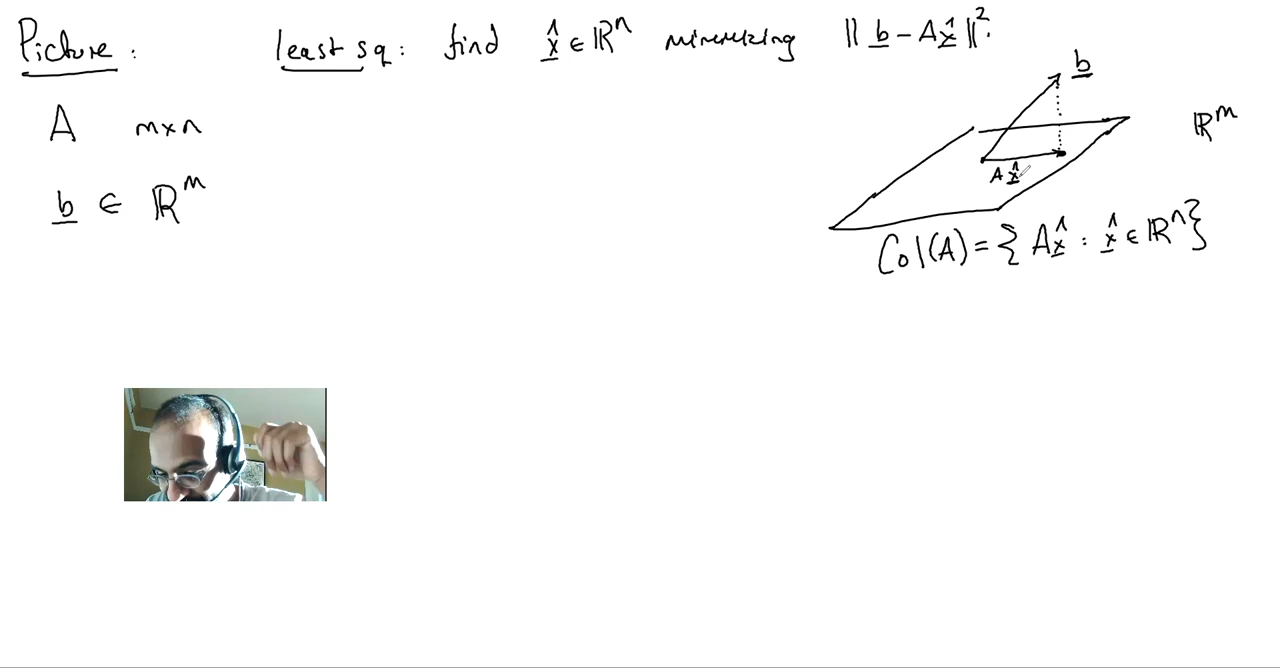 Picture: least sq: find x̂ ∈ ℝⁿ minimizing ‖b - Ax̂‖².
b
A m×n
ℝᵐ
b ∈ ℝᵐ
Ax̂
Col(A) = { Ax̂ : x̂ ∈ ℝⁿ }